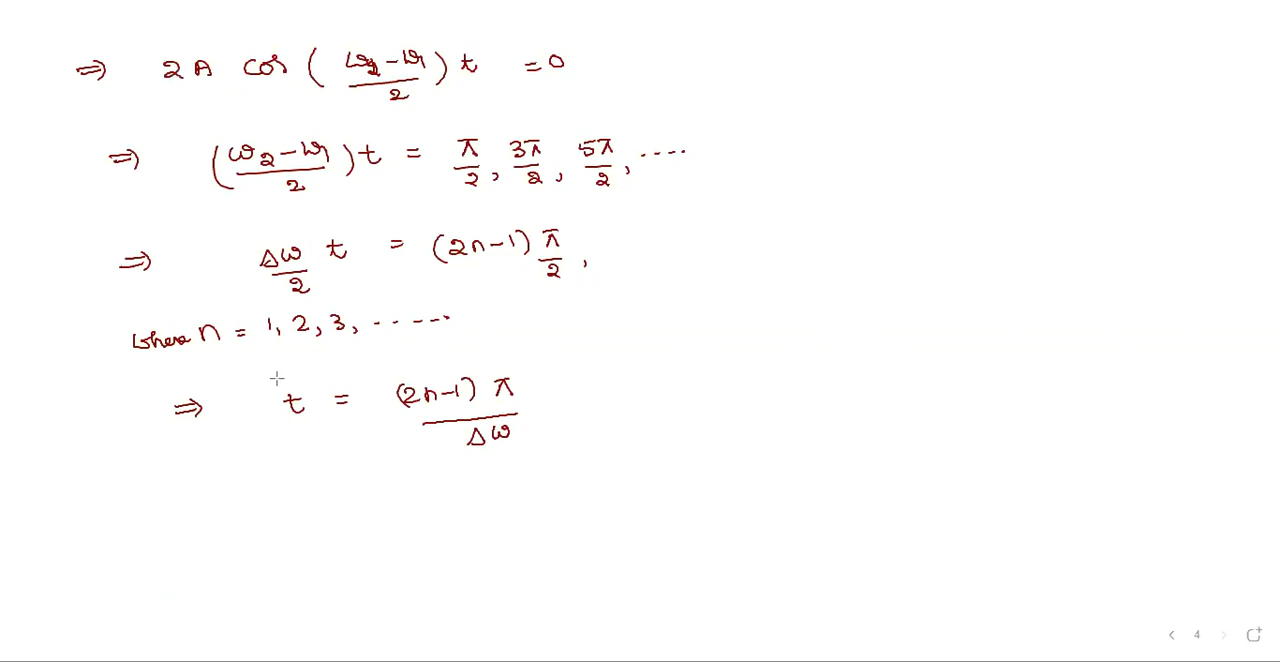 ⇒ 2A cos ( (ω2 − ω1)/2 ) t = 0
⇒ ( (ω2 − ω1)/2 ) t = π/2, 3π/2, 5π/2, ....
⇒ Δω/2 t = (2n−1) π/2,
where n = 1, 2, 3, ......
⇒ t = (2n−1) π / Δω
4